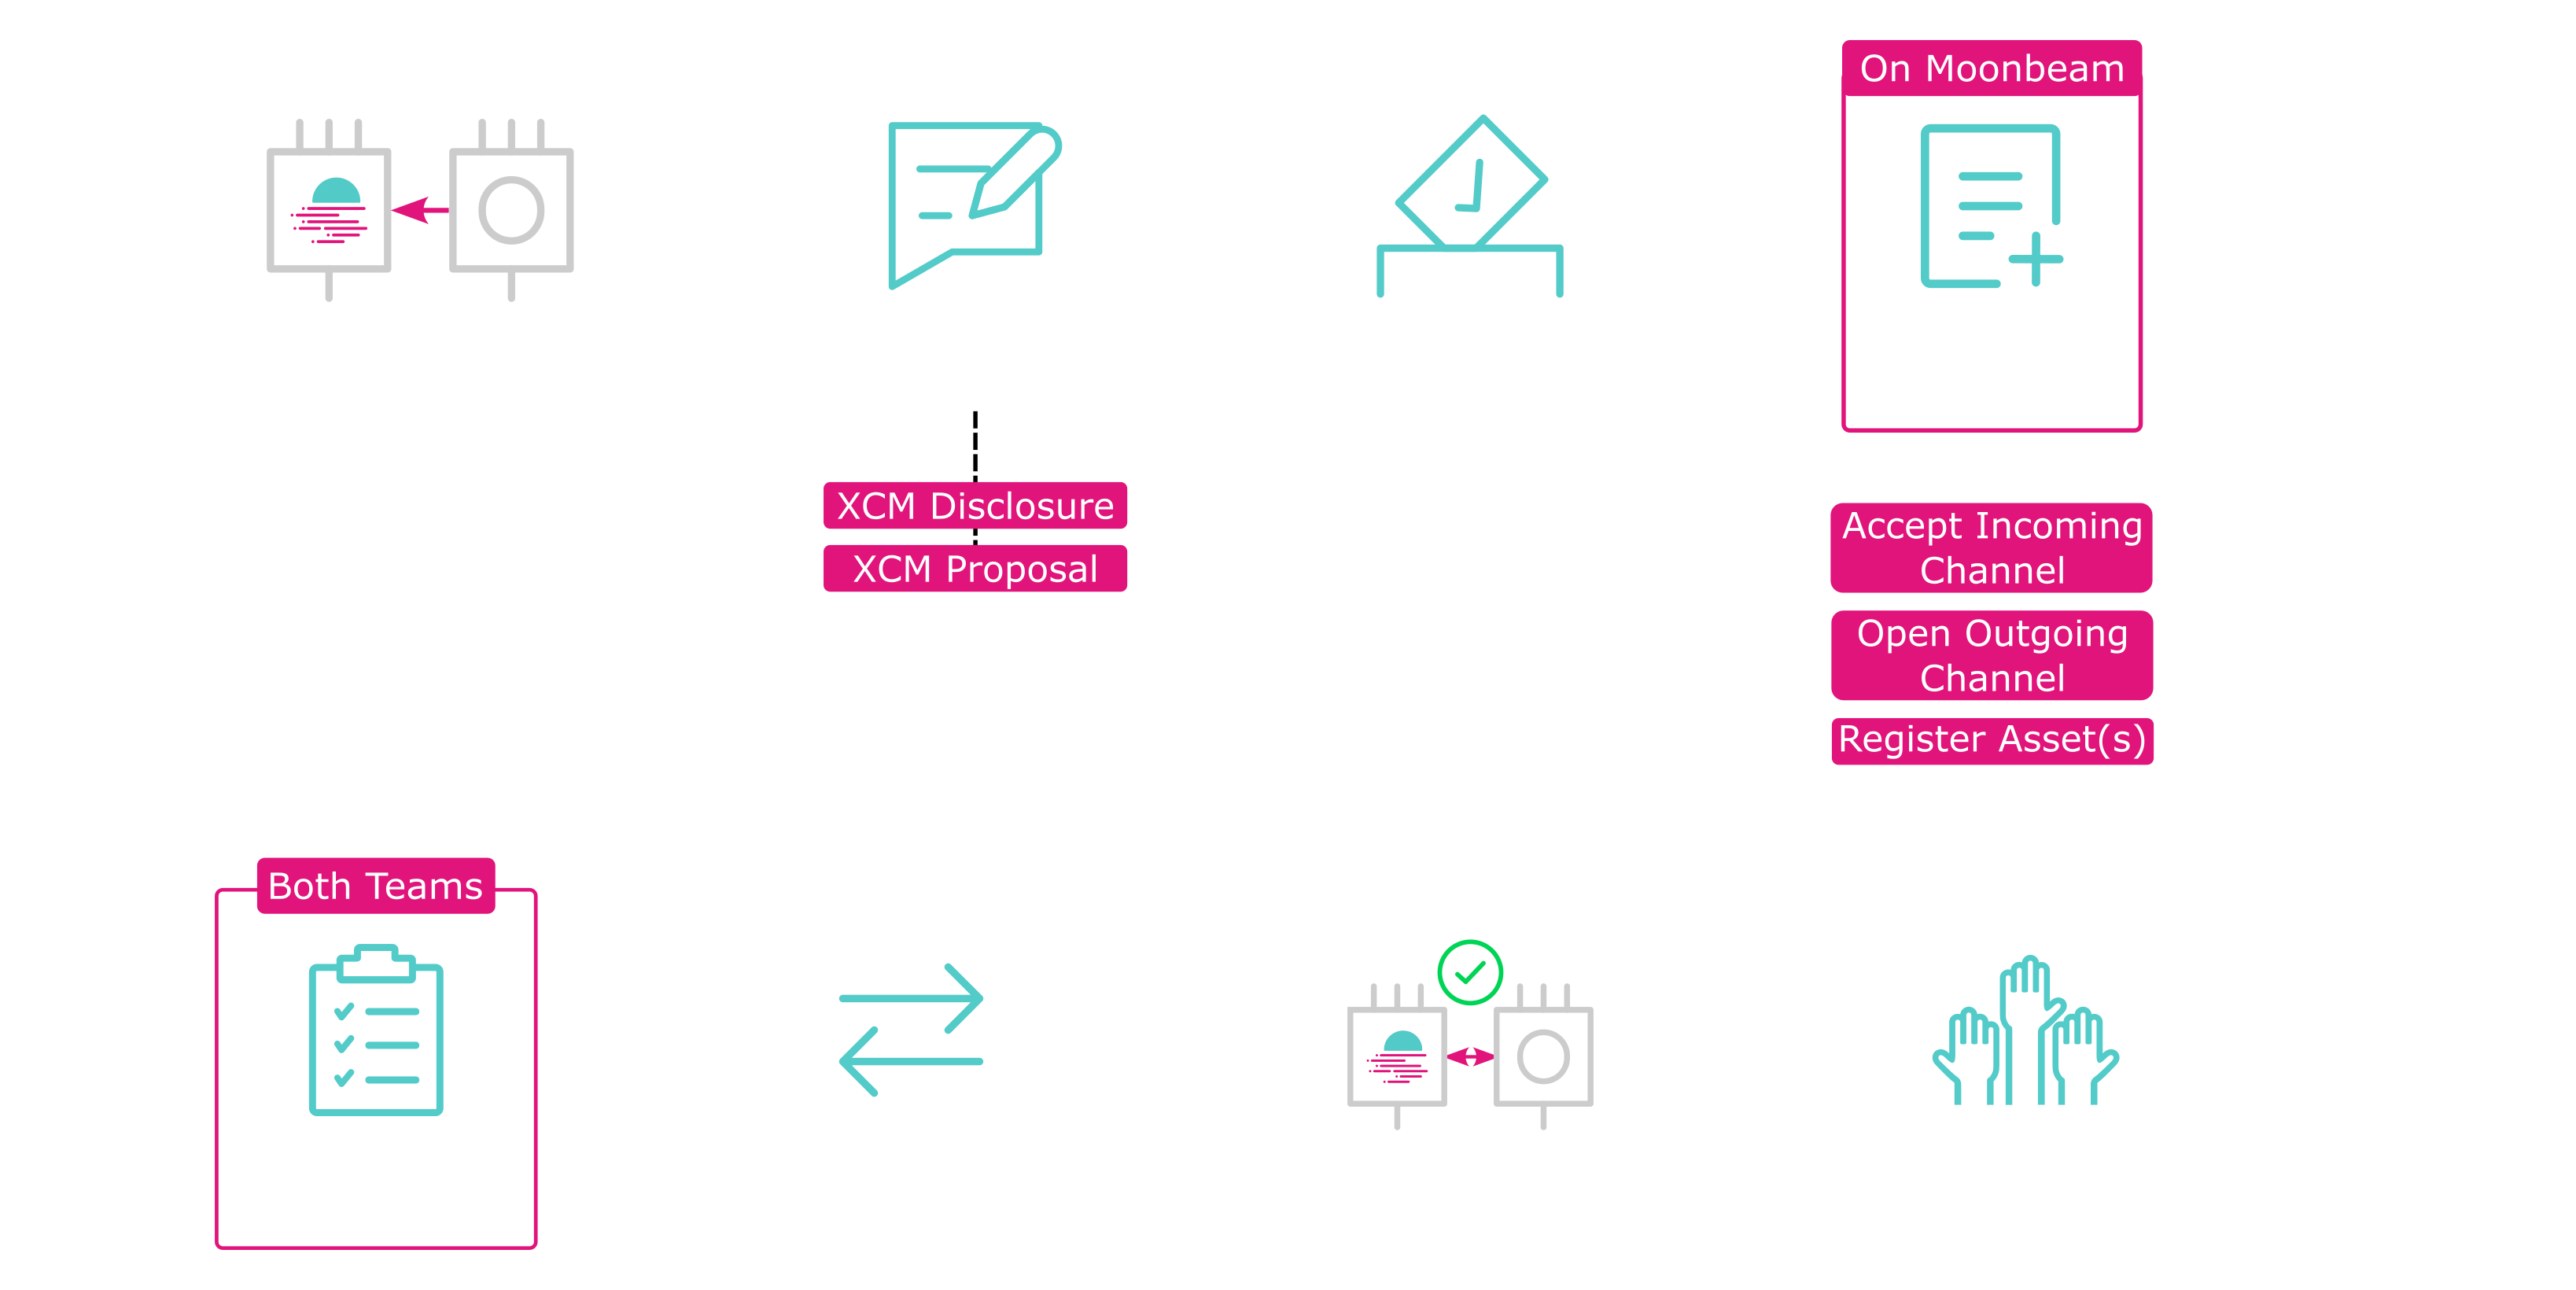 On Moonbeam
XCM Disclosure
XCM Proposal
Accept Incoming
Channel
Open Outgoing
Channel
Register Asset(s)
Both Teams